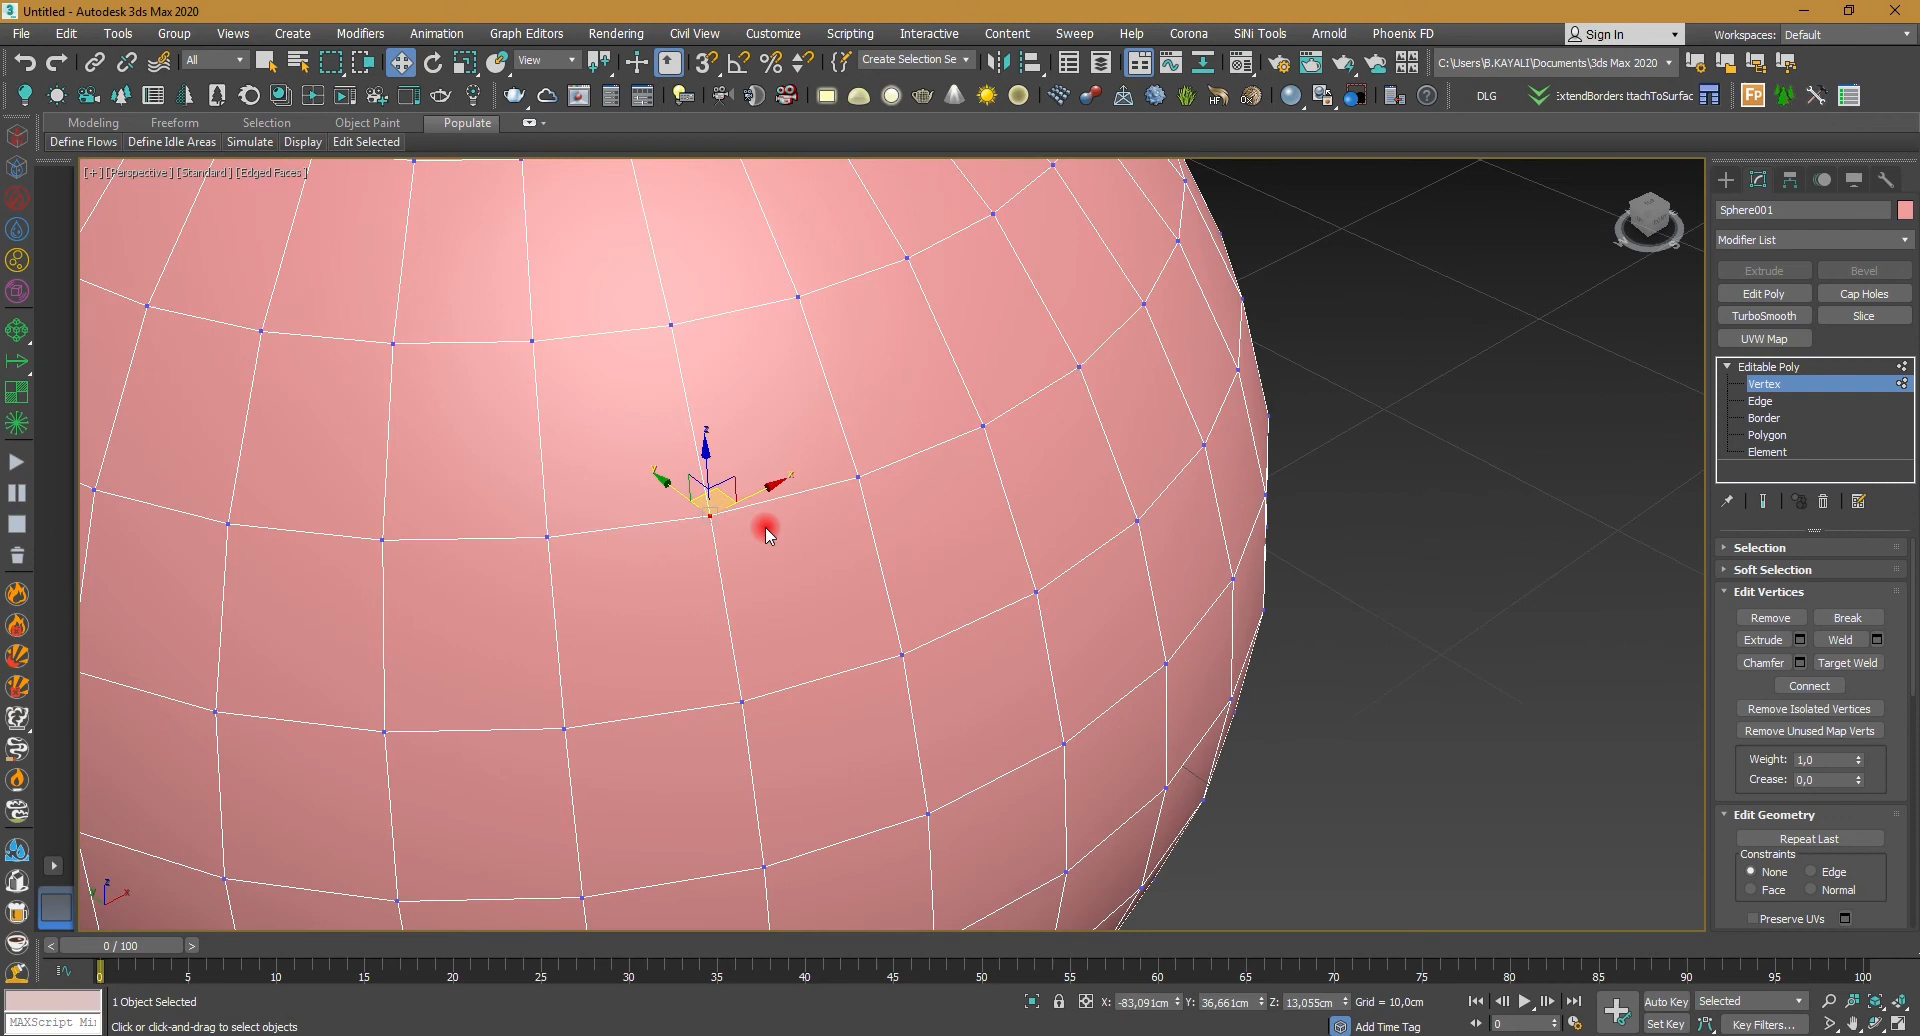 Untitled - Autodesk 3ds Max 2020
File Edit Tools Group Views Create Modifiers Animation Graph Editors Rendering Civil View Customize Scripting Interactive Content Sweep Help Corona SiNi Tools Arnold Phoenix FD Sign In Workspaces: Default
All View Create Selection Se C:\Users\B.KAYALI\Documents\3ds Max 2020
DLG ExtendBorders ttachToSurfac Fp
Modeling Freeform Selection Object Paint Populate
Define Flows Define Idle Areas Simulate Display Edit Selected
[+] [Perspective] [Standard] [Edged Faces]
Sphere001
Modifier List
Extrude Bevel
Edit Poly Cap Holes
TurboSmooth Slice
UVW Map
Editable Poly
Vertex
Edge
Border
Polygon
Element
Selection
Soft Selection
Edit Vertices
Remove Break
Extrude Weld
Chamfer Target Weld
Connect
Remove Isolated Vertices
Remove Unused Map Verts
Weight: 1,0
Crease: 0,0
Edit Geometry
Repeat Last
Constraints
None Edge
Face Normal
Preserve UVs
z
y x
z
y x
< 0 / 100 >
0 5 10 15 20 25 30 35 40 45 50 55 60 65 70 75 80 85 90 95 100
1 Object Selected X: -83,091cm Y: 36,661cm Z: 13,055cm Grid = 10,0cm Auto Key Selected
MAXScript Mi Click or click-and-drag to select objects Add Time Tag 0 Set Key Key Filters...